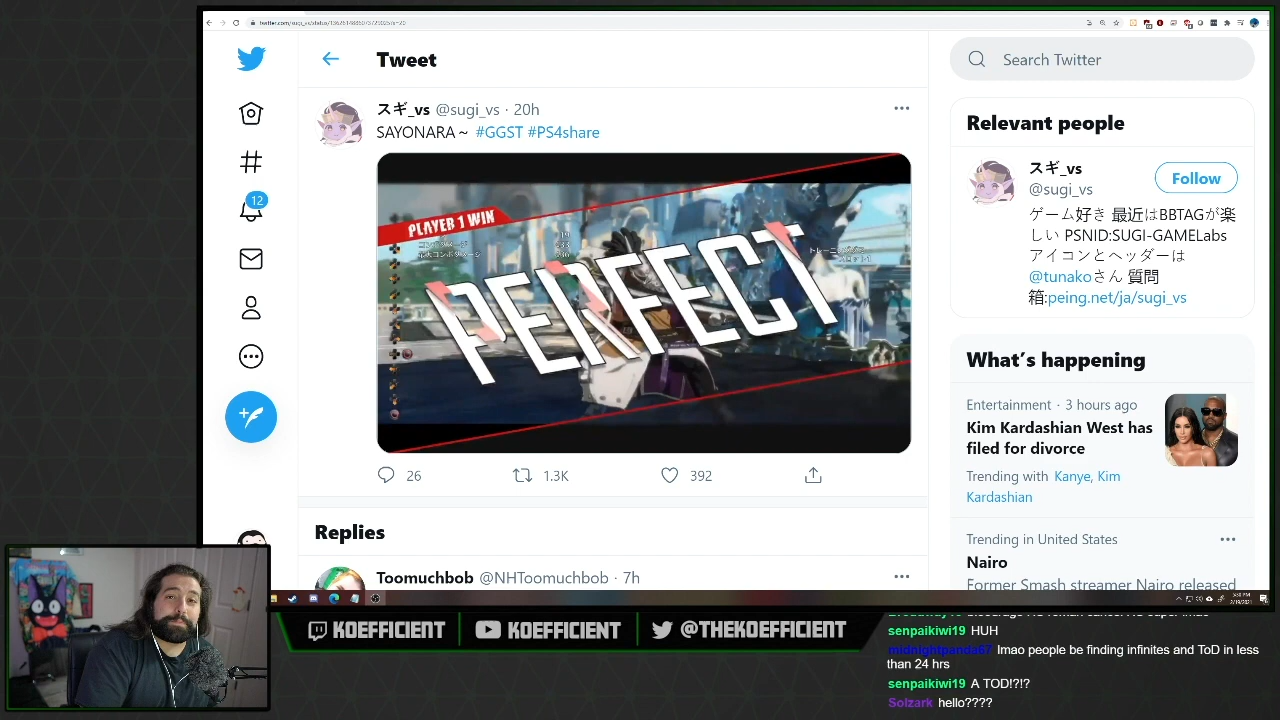 Tweet
スギ_vs @sugi_vs · 20h
SAYONARA～ #GGST #PS4share
PLAYER 1 WIN
PERFECT
26
1.3K
392
Replies
Toomuchbob @NHToomuchbob · 7h
12
Search Twitter
Relevant people
スギ_vs
@sugi_vs
Follow
ゲーム好き 最近はBBTAGが楽
しい PSNID:SUGI-GAMELabs
アイコンとヘッダーは
@tunakoさん 質問
箱:peing.net/ja/sugi_vs
What's happening
Entertainment · 3 hours ago
Kim Kardashian West has
filed for divorce
Trending with Kanye, Kim
Kardashian
Trending in United States
Nairo
Former Smash streamer Nairo released
KOEFFICIENT
KOEFFICIENT
@THEKOEFFICIENT
senpaikiwi19 HUH
midnightpanda67 lmao people be finding infinites and ToD in less
than 24 hrs
senpaikiwi19 A TOD!?!?
Solzark hello????